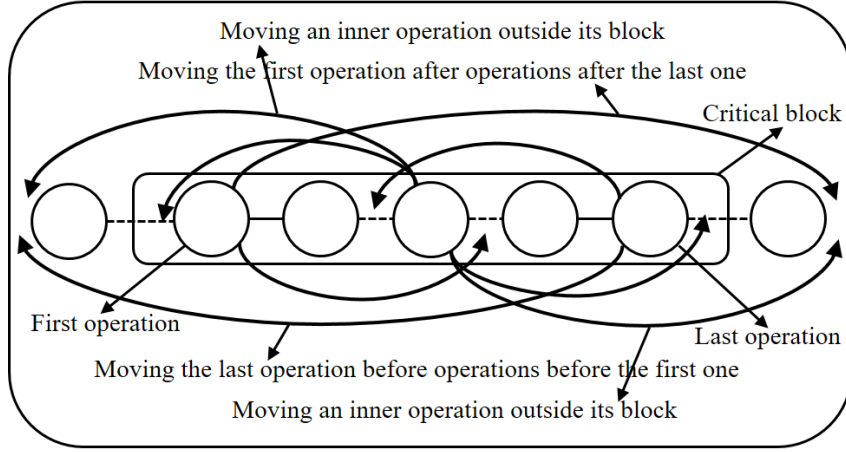 Moving an inner operation outside its block
Moving the first operation after operations after the last one
Critical block
First operation
Last operation
Moving the last operation before operations before the first one
Moving an inner operation outside its block